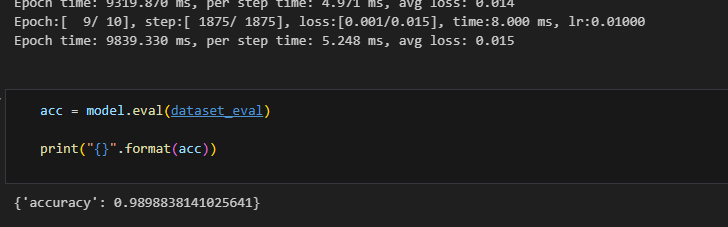 Epoch time: 9319.870 ms, per step time: 4.971 ms, avg loss: 0.014
Epoch:[  9/ 10], step:[ 1875/ 1875], loss:[0.001/0.015], time:8.000 ms, lr:0.01000
Epoch time: 9839.330 ms, per step time: 5.248 ms, avg loss: 0.015
acc = model.eval(dataset_eval)
print("{}".format(acc))
{'accuracy': 0.9898838141025641}